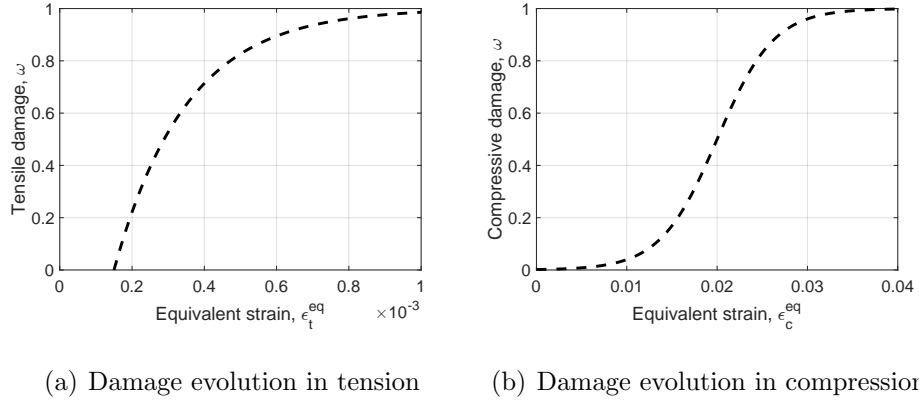 1
0.8
0.6
0.4
0.2
0
Tensile damage, ω
0 0.2 0.4 0.6 0.8 1
Equivalent strain, ϵ_t^eq ×10^-3
(a) Damage evolution in tension
1
0.8
0.6
0.4
0.2
0
Compressive damage, ω
0 0.01 0.02 0.03 0.04
Equivalent strain, ϵ_c^eq
(b) Damage evolution in compression